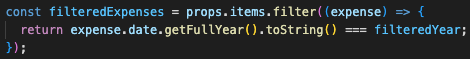 const filteredExpenses = props.items.filter((expense) => {
  return expense.date.getFullYear().toString() === filteredYear;
});